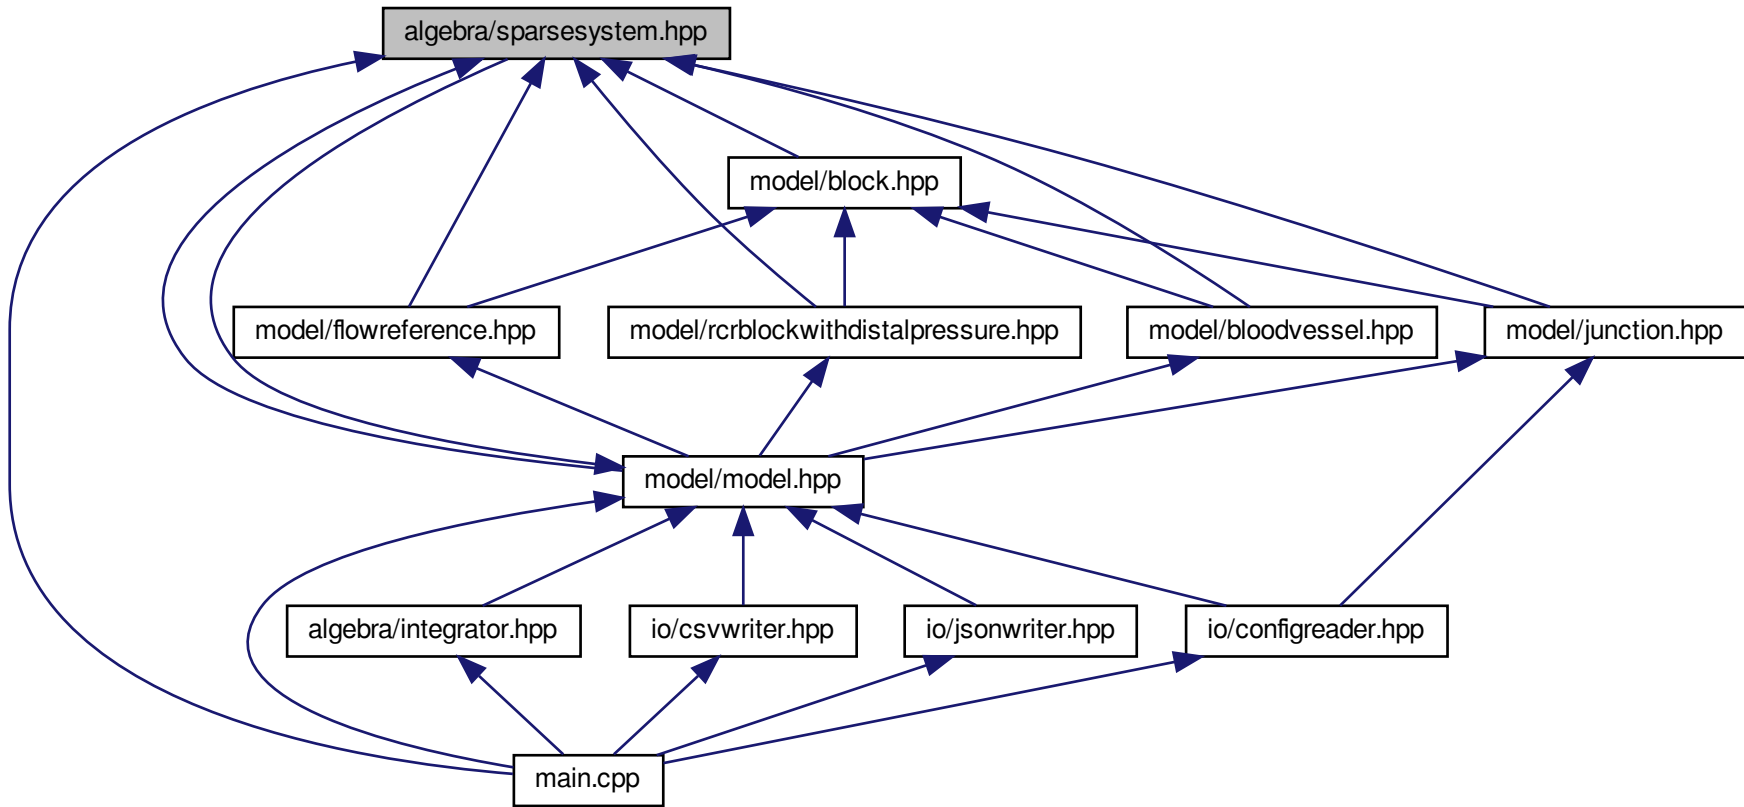 algebra/sparsesystem.hpp
model/block.hpp
model/flowreference.hpp
model/rcrblockwithdistalpressure.hpp
model/bloodvessel.hpp
model/junction.hpp
model/model.hpp
algebra/integrator.hpp
io/csvwriter.hpp
io/jsonwriter.hpp
io/configreader.hpp
main.cpp